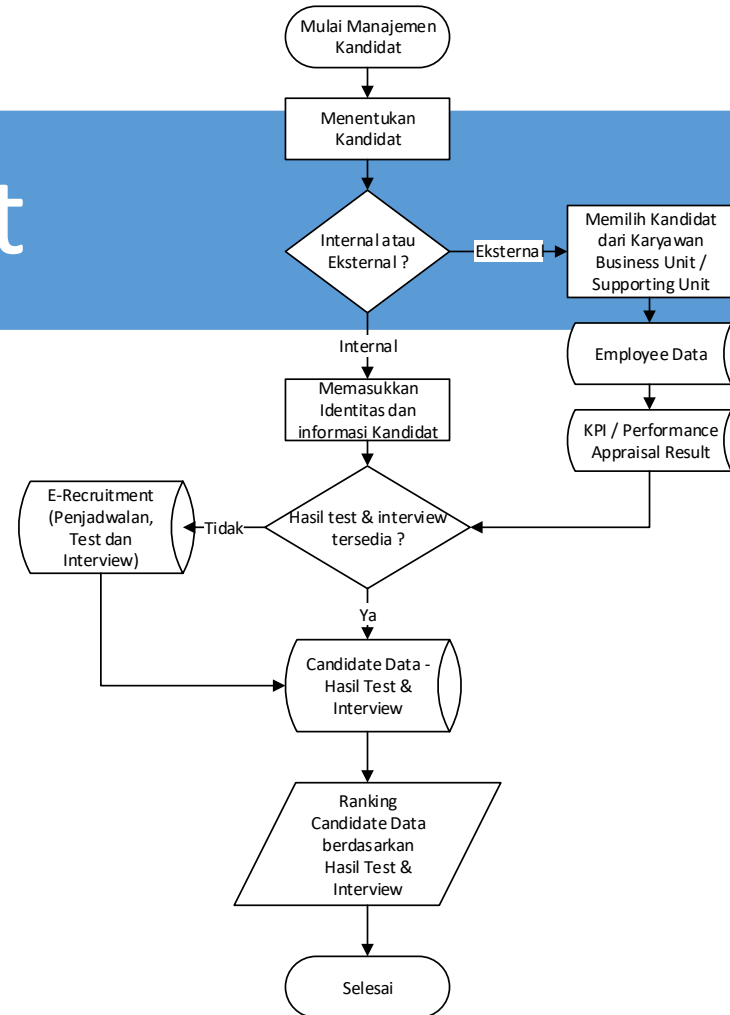 Mulai Manajemen
Kandidat
Menentukan
Kandidat
t
Internal atau
Eksternal ?
Eksternal
Memilih Kandidat
dari Karyawan
Business Unit /
Supporting Unit
Internal
Employee Data
Memasukkan
Identitas dan
informasi Kandidat
KPI / Performance
Appraisal Result
E-Recruitment
(Penjadwalan,
Test dan
Interview)
Tidak
Hasil test & interview
tersedia ?
Ya
Candidate Data -
Hasil Test &
Interview
Ranking
Candidate Data
berdasarkan
Hasil Test &
Interview
Selesai